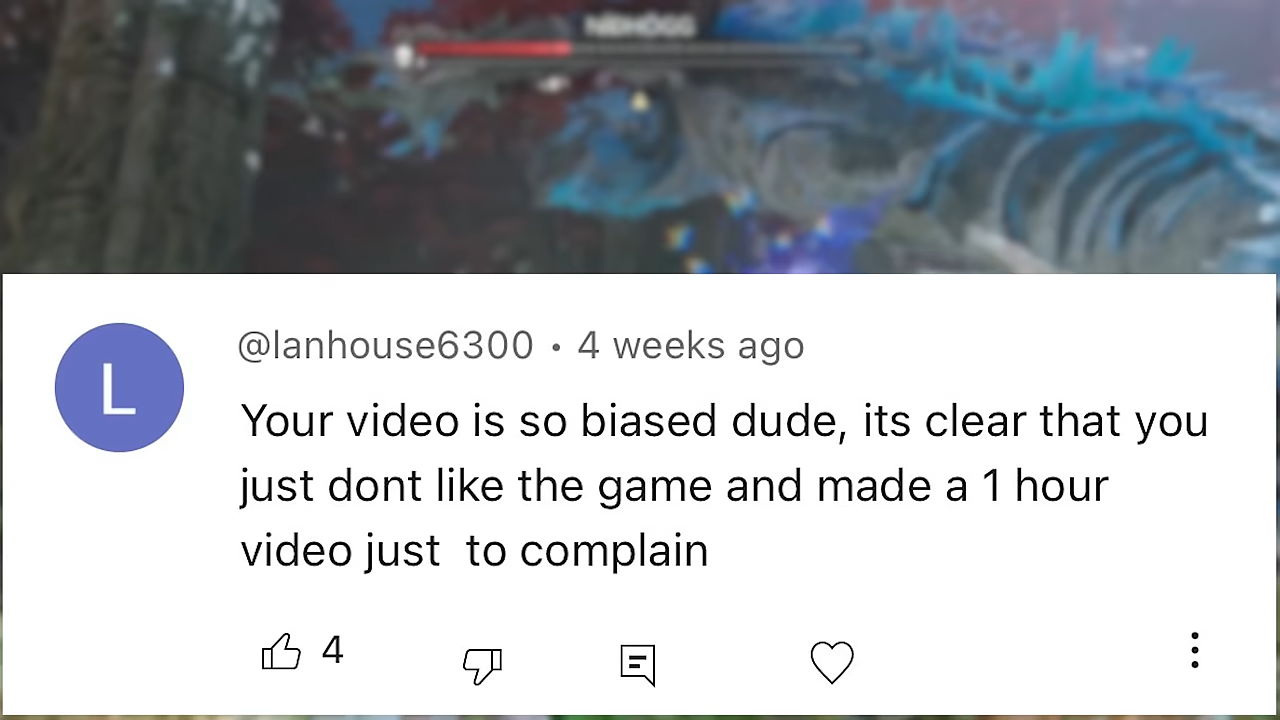 NIÐHÖGG
L
@lanhouse6300 • 4 weeks ago
Your video is so biased dude, its clear that you
just dont like the game and made a 1 hour
video just  to complain
4